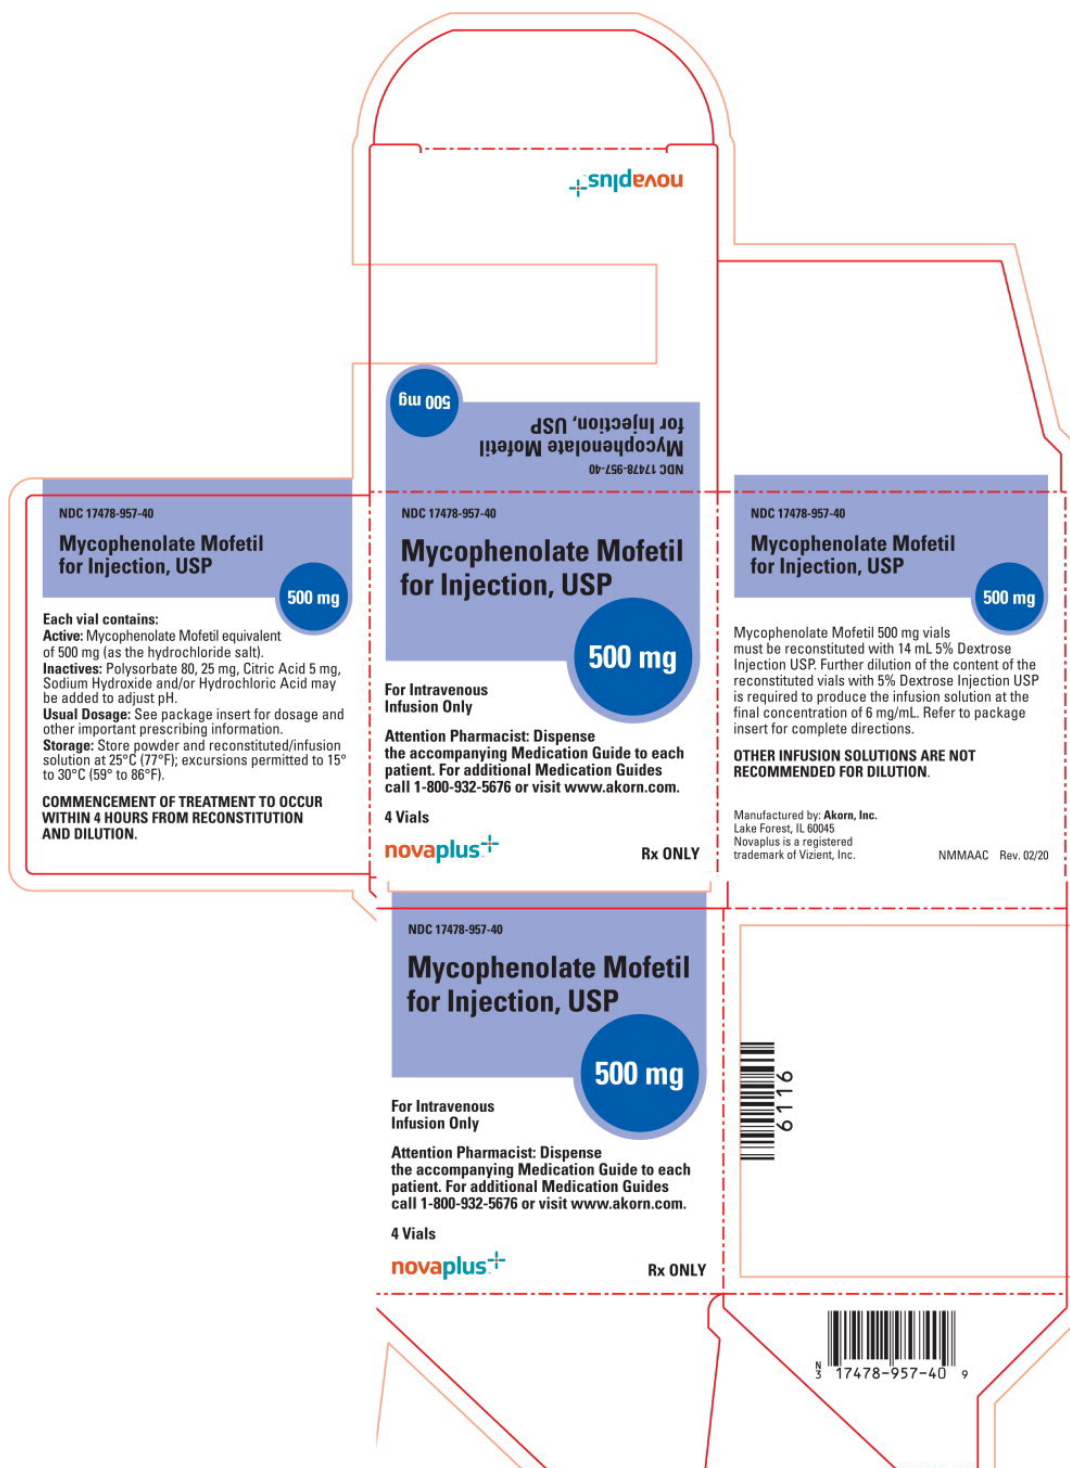 novaplus
500 mg
NDC 17478-957-40
Mycophenolate Mofetil
for Injection, USP
NDC 17478-957-40
Mycophenolate Mofetil
for Injection, USP
500 mg
Each vial contains:
Active: Mycophenolate Mofetil equivalent
of 500 mg (as the hydrochloride salt).
Inactives: Polysorbate 80, 25 mg, Citric Acid 5 mg,
Sodium Hydroxide and/or Hydrochloric Acid may
be added to adjust pH.
Usual Dosage: See package insert for dosage and
other important prescribing information.
Storage: Store powder and reconstituted/infusion
solution at 25°C (77°F); excursions permitted to 15°
to 30°C (59° to 86°F).
COMMENCEMENT OF TREATMENT TO OCCUR
WITHIN 4 HOURS FROM RECONSTITUTION
AND DILUTION.
NDC 17478-957-40
Mycophenolate Mofetil
for Injection, USP
500 mg
For Intravenous
Infusion Only
Attention Pharmacist: Dispense
the accompanying Medication Guide to each
patient. For additional Medication Guides
call 1-800-932-5676 or visit www.akorn.com.
4 Vials
novaplus
Rx ONLY
NDC 17478-957-40
Mycophenolate Mofetil
for Injection, USP
500 mg
Mycophenolate Mofetil 500 mg vials
must be reconstituted with 14 mL 5% Dextrose
Injection USP. Further dilution of the content of the
reconstituted vials with 5% Dextrose Injection USP
is required to produce the infusion solution at the
final concentration of 6 mg/mL. Refer to package
insert for complete directions.
OTHER INFUSION SOLUTIONS ARE NOT
RECOMMENDED FOR DILUTION.
Manufactured by: Akorn, Inc.
Lake Forest, IL 60045
Novaplus is a registered
trademark of Vizient, Inc.
NMMAAC Rev. 02/20
NDC 17478-957-40
Mycophenolate Mofetil
for Injection, USP
500 mg
For Intravenous
Infusion Only
Attention Pharmacist: Dispense
the accompanying Medication Guide to each
patient. For additional Medication Guides
call 1-800-932-5676 or visit www.akorn.com.
4 Vials
novaplus
Rx ONLY
6116
N
3 17478-957-40 9